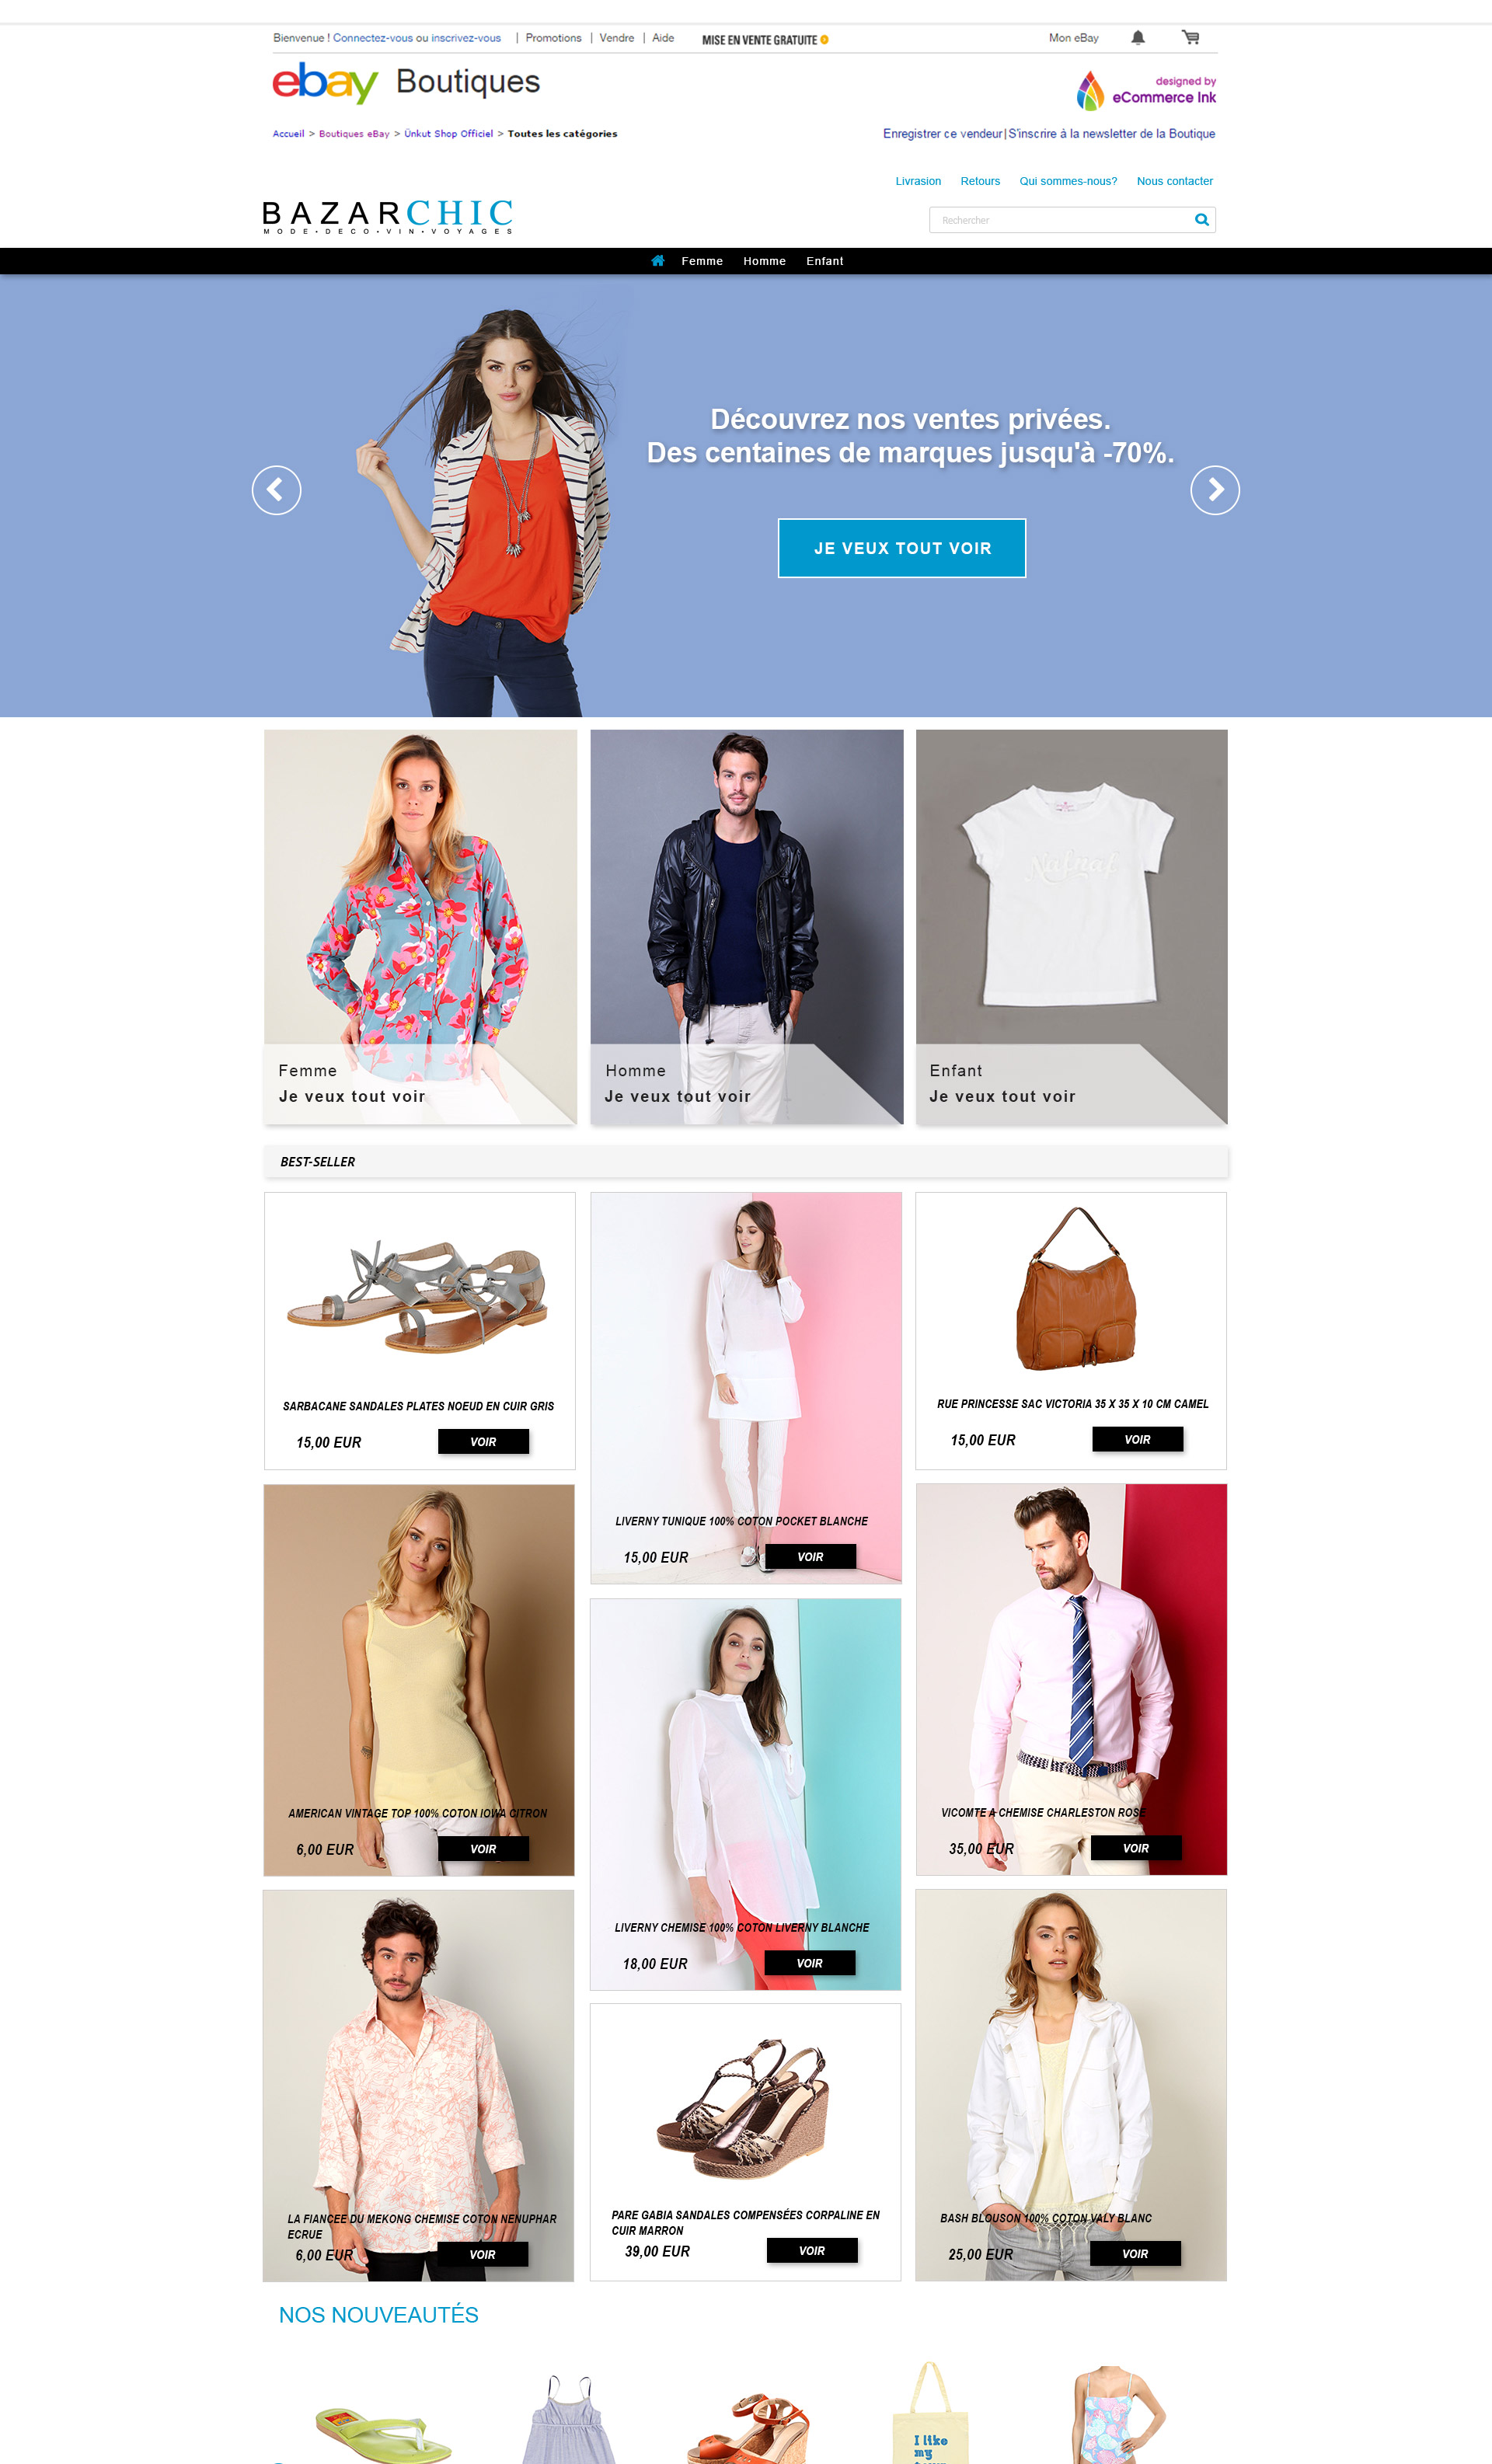 Bienvenue ! Connectez-vous ou inscrivez-vous | Promotions | Vendre | Aide MISE EN VENTE GRATUITE Mon eBay
ebay Boutiques
designed by
eCommerce Ink
Accueil > Boutiques eBay > Ünkut Shop Officiel > Toutes les catégories
Enregistrer ce vendeur|S'inscrire à la newsletter de la Boutique
Livrasion Retours Qui sommes-nous? Nous contacter
BAZARCHIC
MODE•DECO•VIN•VOYAGES
Rechercher
Femme Homme Enfant
Découvrez nos ventes privées.
Des centaines de marques jusqu'à -70%.
JE VEUX TOUT VOIR
Nafnaf
Femme
Je veux tout voir
Homme
Je veux tout voir
Enfant
Je veux tout voir
BEST-SELLER
SARBACANE SANDALES PLATES NOEUD EN CUIR GRIS
15,00 EUR VOIR
RUE PRINCESSE SAC VICTORIA 35 X 35 X 10 CM CAMEL
15,00 EUR VOIR
LIVERNY TUNIQUE 100% COTON POCKET BLANCHE
15,00 EUR VOIR
AMERICAN VINTAGE TOP 100% COTON IOWA CITRON
6,00 EUR VOIR
VICOMTE A CHEMISE CHARLESTON ROSE
35,00 EUR VOIR
LIVERNY CHEMISE 100% COTON LIVERNY BLANCHE
18,00 EUR VOIR
LA FIANCEE DU MEKONG CHEMISE COTON NENUPHAR
ECRUE
6,00 EUR VOIR
PARE GABIA SANDALES COMPENSÉES CORPALINE EN
CUIR MARRON
39,00 EUR VOIR
BASH BLOUSON 100% COTON VALY BLANC
25,00 EUR VOIR
NOS NOUVEAUTÉS
I like
my